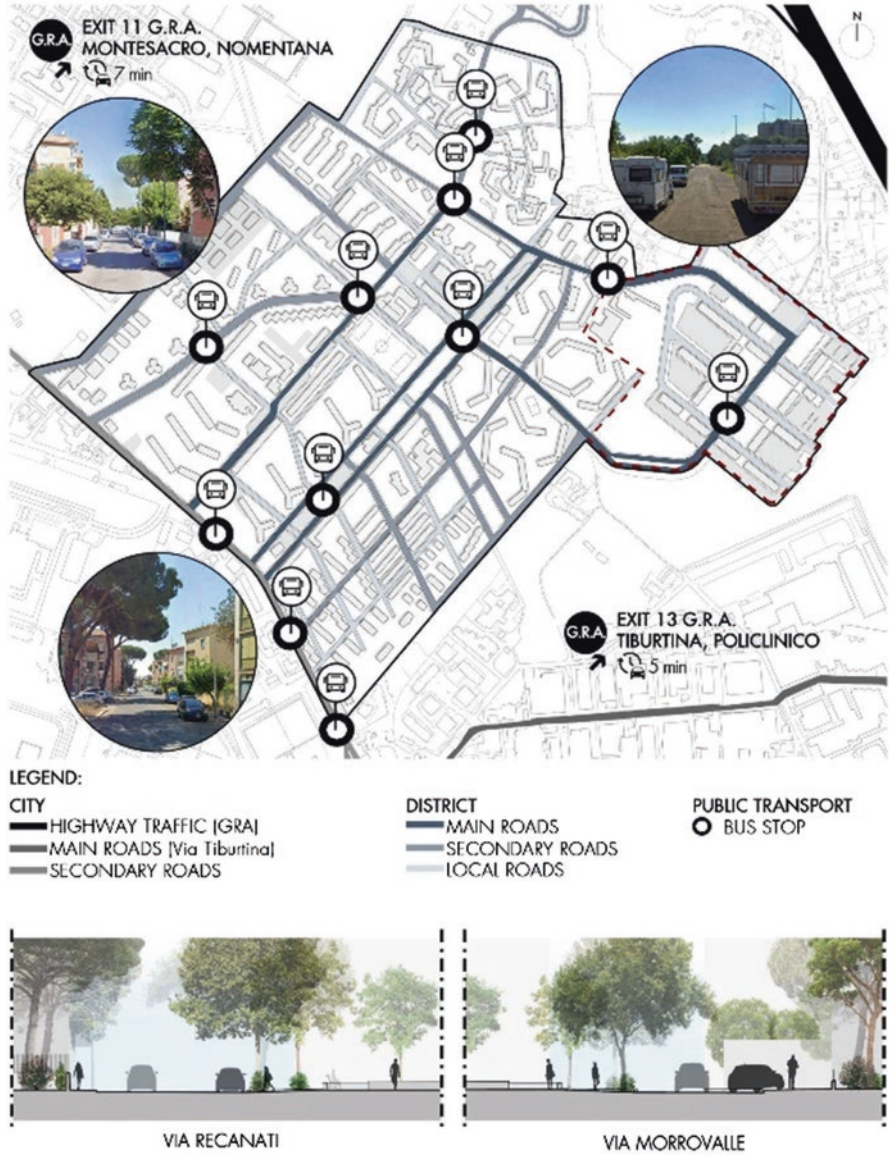 N
G.R.A.
EXIT 11 G.R.A.
MONTESACRO, NOMENTANA
7 min
G.R.A.
EXIT 13 G.R.A.
TIBURTINA, POLICLINICO
5 min
LEGEND:
CITY
HIGHWAY TRAFFIC (GRA)
MAIN ROADS (Via Tiburtina)
SECONDARY ROADS
DISTRICT
MAIN ROADS
SECONDARY ROADS
LOCAL ROADS
PUBLIC TRANSPORT
BUS STOP
VIA RECANATI
VIA MORROVALLE